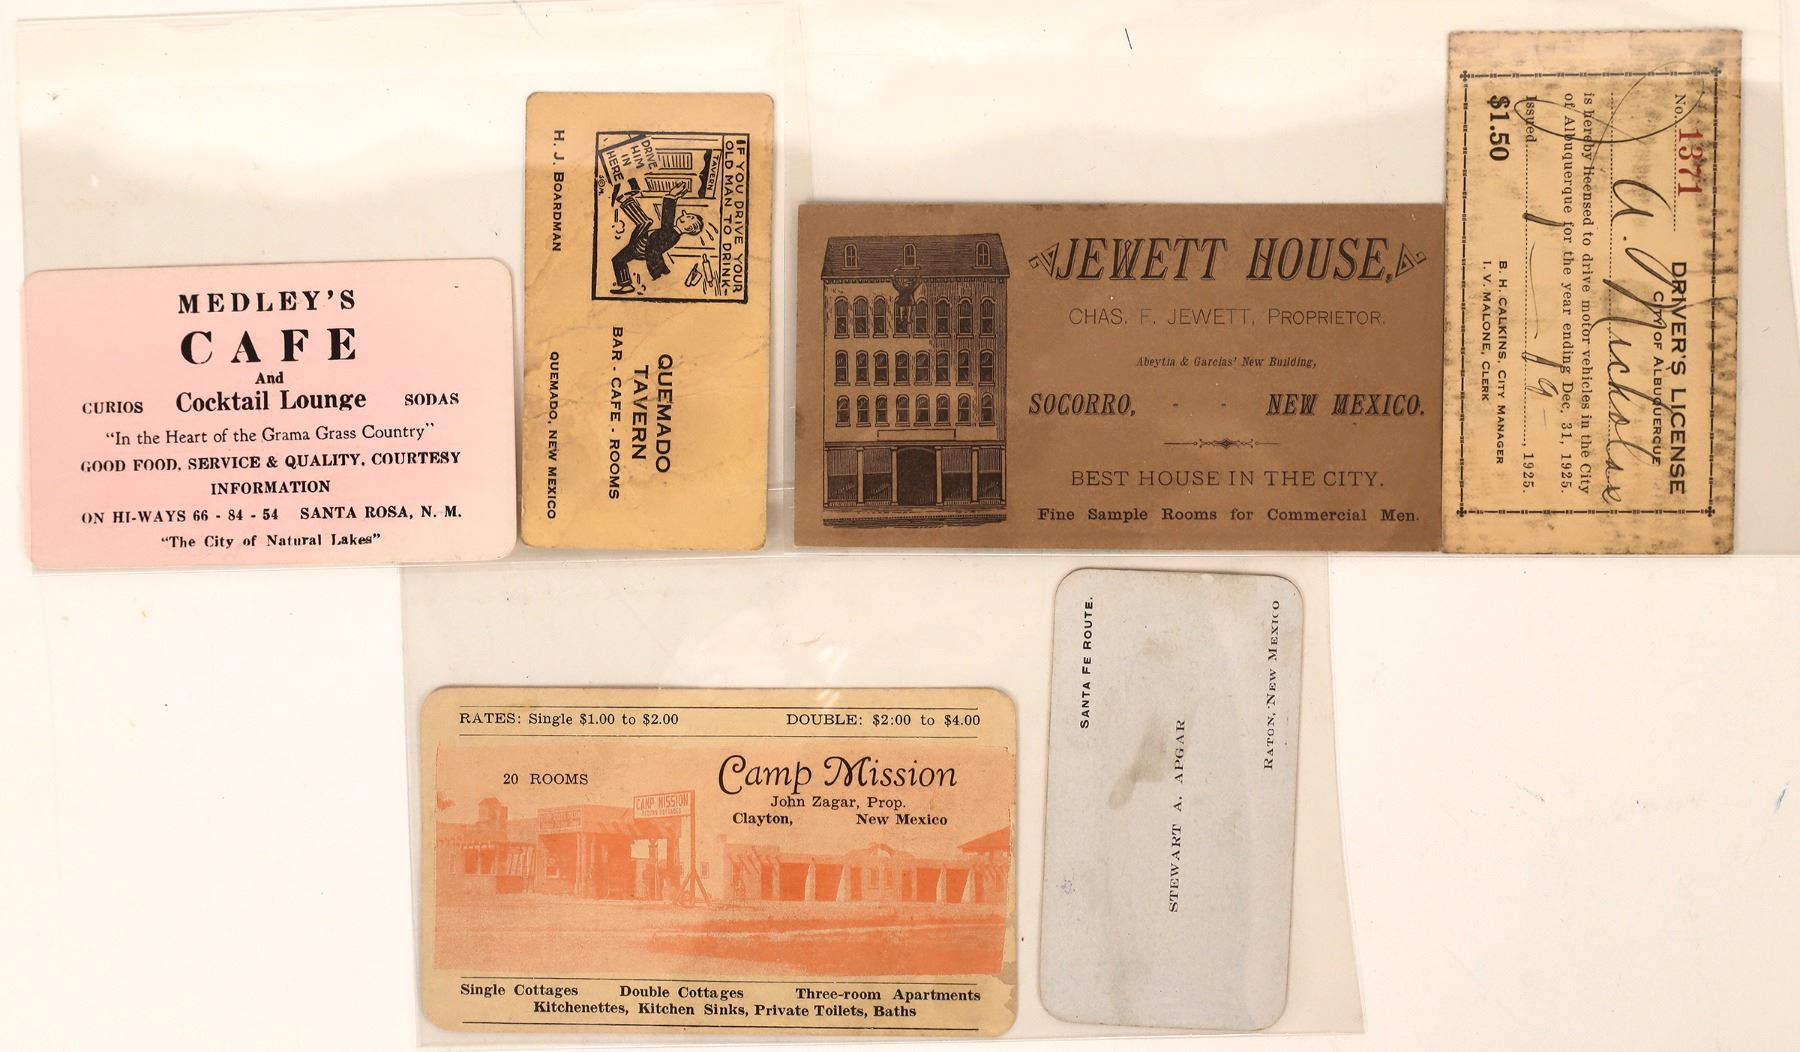 MEDLEY'S
CAFE
And
CURIOS Cocktail Lounge SODAS
"In the Heart of the Grama Grass Country"
GOOD FOOD, SERVICE & QUALITY, COURTESY
INFORMATION
ON HI-WAYS 66 - 84 - 54 SANTA ROSA, N. M.
"The City of Natural Lakes"
IF YOU DRIVE YOUR
OLD MAN TO DRINK-
TAVERN
DRIVE
HIM
IN
HERE
QUEMADO
TAVERN
BAR - CAFE - ROOMS
H. J. BOARDMAN QUEMADO, NEW MEXICO
JEWETT HOUSE,
CHAS. F. JEWETT, PROPRIETOR.
Abeytia & Garcias' New Building,
SOCORRO, - - NEW MEXICO.
BEST HOUSE IN THE CITY.
Fine Sample Rooms for Commercial Men.
No. 1371 DRIVER'S LICENSE
CITY OF ALBUQUERQUE
A. Nicholas
is hereby licensed to drive motor vehicles in the City
of Albuquerque for the year ending Dec, 31, 1925.
Issued 1-19- 1925.
$1.50 B. H. CALKINS, CITY MANAGER
I. V. MALONE, CLERK
RATES: Single $1.00 to $2.00 DOUBLE: $2:00 to $4.00
20 ROOMS
Camp Mission
John Zagar, Prop.
Clayton, New Mexico
CAMP MISSION
Single Cottages Double Cottages Three-room Apartments
Kitchenettes, Kitchen Sinks, Private Toilets, Baths
RATON, NEW MEXICO
STEWART A. APGAR
SANTA FE ROUTE.